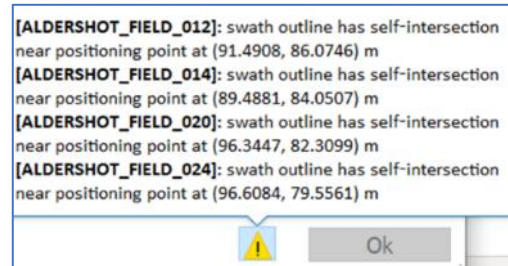 [ALDERSHOT_FIELD_012]: swath outline has self-intersection
near positioning point at (91.4908, 86.0746) m
[ALDERSHOT_FIELD_014]: swath outline has self-intersection
near positioning point at (89.4881, 84.0507) m
[ALDERSHOT_FIELD_020]: swath outline has self-intersection
near positioning point at (96.3447, 82.3099) m
[ALDERSHOT_FIELD_024]: swath outline has self-intersection
near positioning point at (96.6084, 79.5561) m
Ok